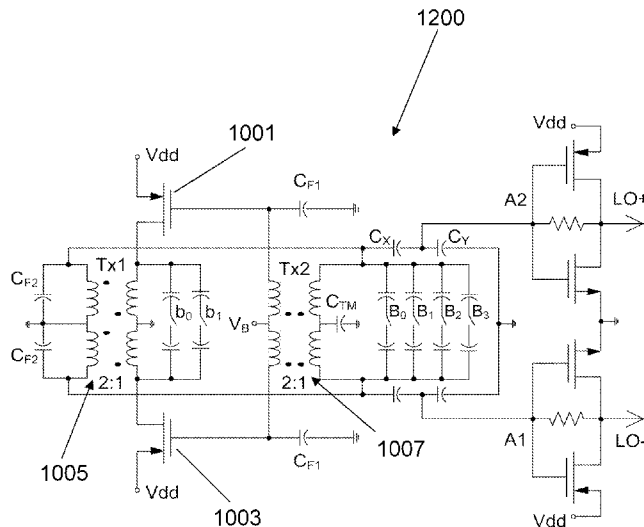 1200
1001
Vdd
Vdd
CF1
A2
LO+
CX
CY
Tx1
Tx2
CF2
CTM
b0
b1
VB
B0
B1
B2
B3
CF2
2:1
2:1
1005
1007
A1
LO-
CF1
Vdd
1003
Vdd